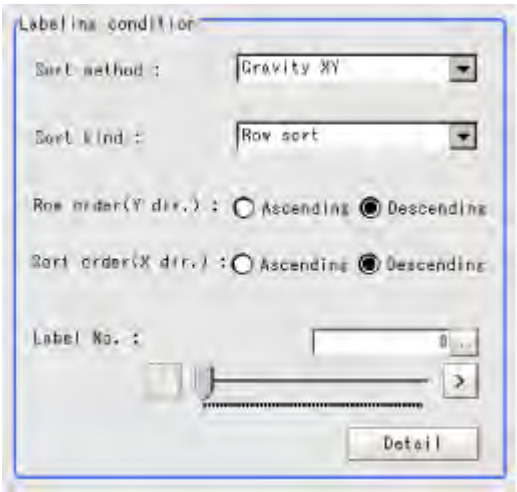 Labeling condition
Sort method : Gravity XY
Sort kind : Row sort
Row order(Y dir.) : Ascending Descending
Sort order(X dir.) : Ascending Descending
Label No. : 0 ..
>
Detail